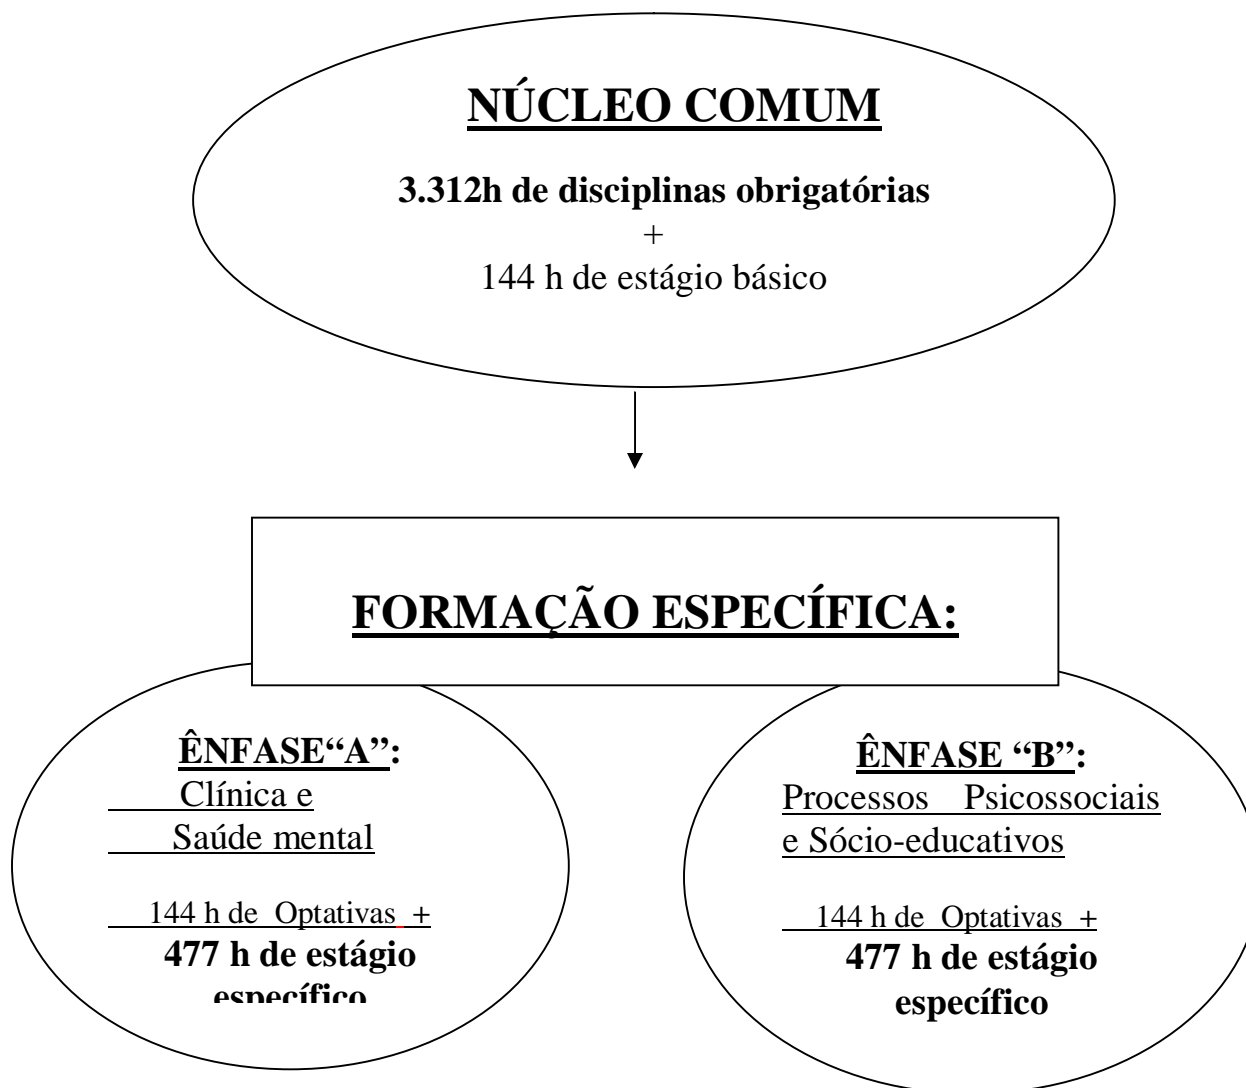 NÚCLEO COMUM
3.312h de disciplinas obrigatórias
+
144 h de estágio básico
FORMAÇÃO ESPECÍFICA:
ÊNFASE“A”:
Clínica e
Saúde mental
144 h de Optativas +
477 h de estágio
específico
ÊNFASE “B”:
Processos Psicossociais
e Sócio-educativos
144 h de Optativas +
477 h de estágio
específico